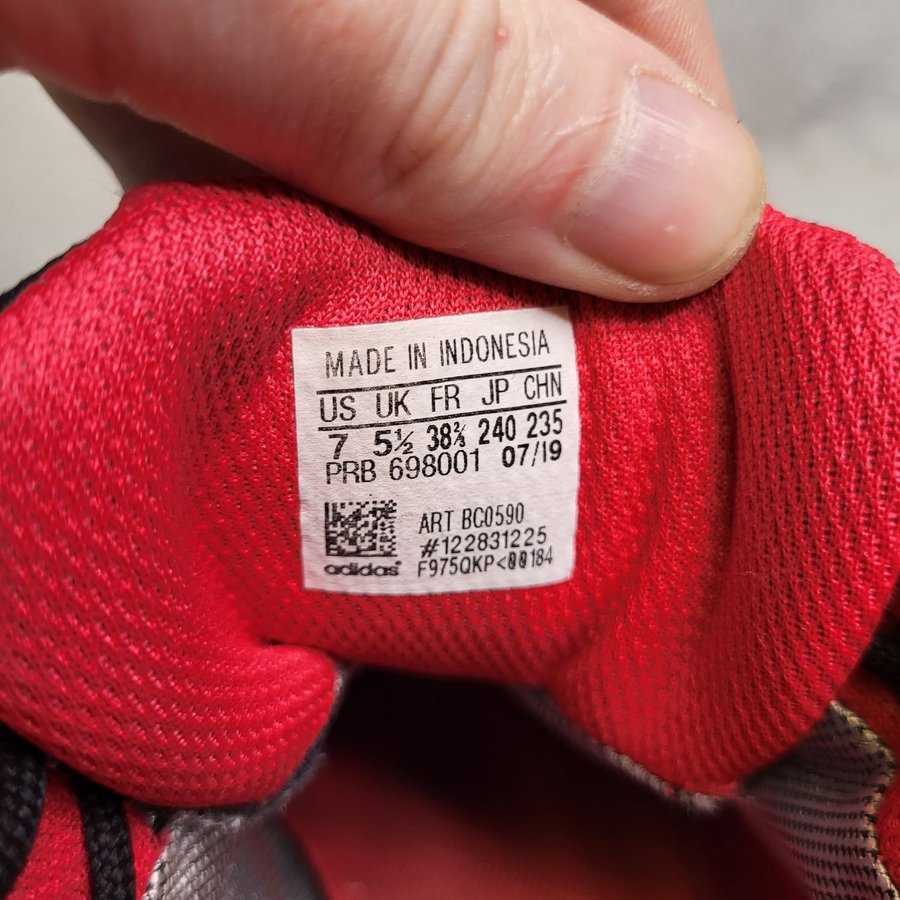 MADE IN INDONESIA
US UK FR JP CHN
7 5½ 38⅔ 240 235
PRB 698001 07/19
ART BC0590
#122831225
adidas F975QKP<00184